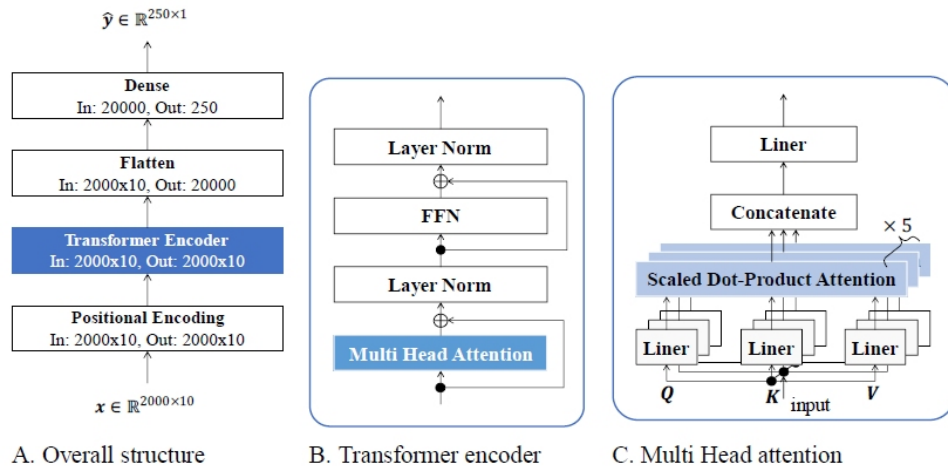 ŷ ∈ ℝ^{250×1}
Dense
In: 20000, Out: 250
Flatten
In: 2000x10, Out: 20000
Transformer Encoder
In: 2000x10, Out: 2000x10
Positional Encoding
In: 2000x10, Out: 2000x10
x ∈ ℝ^{2000×10}
A. Overall structure
Layer Norm
FFN
Layer Norm
Multi Head Attention
B. Transformer encoder
Liner
Concatenate
× 5
Scaled Dot-Product Attention
Liner Liner Liner
Q K V
input
C. Multi Head attention